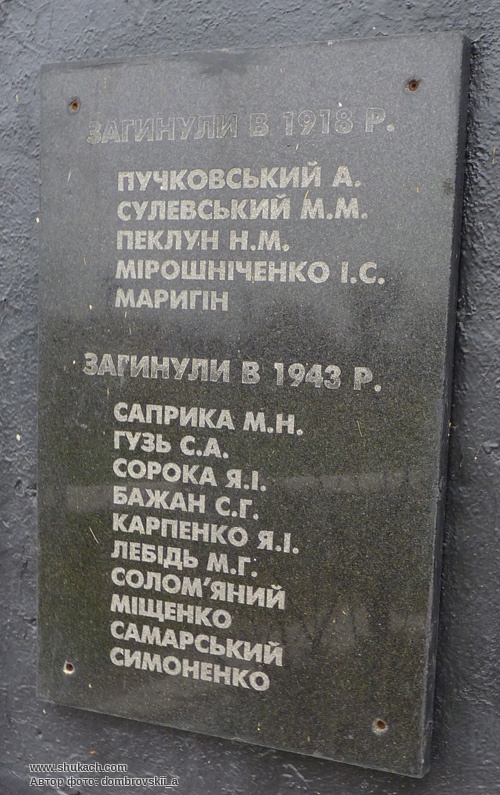 ЗАГИНУЛИ В 1918 Р.
ПУЧКОВСЬКИЙ А.
СУЛЕВСЬКИЙ М.М.
ПЕКЛУН Н.М.
МІРОШНІЧЕНКО І.С.
МАРИГІН
ЗАГИНУЛИ В 1943 Р.
САПРИКА М.Н.
ГУЗЬ С.А.
СОРОКА Я.І.
БАЖАН С.Г.
КАРПЕНКО Я.І.
ЛЕБІДЬ М.Г.
СОЛОМ'ЯНИЙ
МІЩЕНКО
САМАРСЬКИЙ
СИМОНЕНКО
www.shukach.com
Автор фото: dombrovskii_a